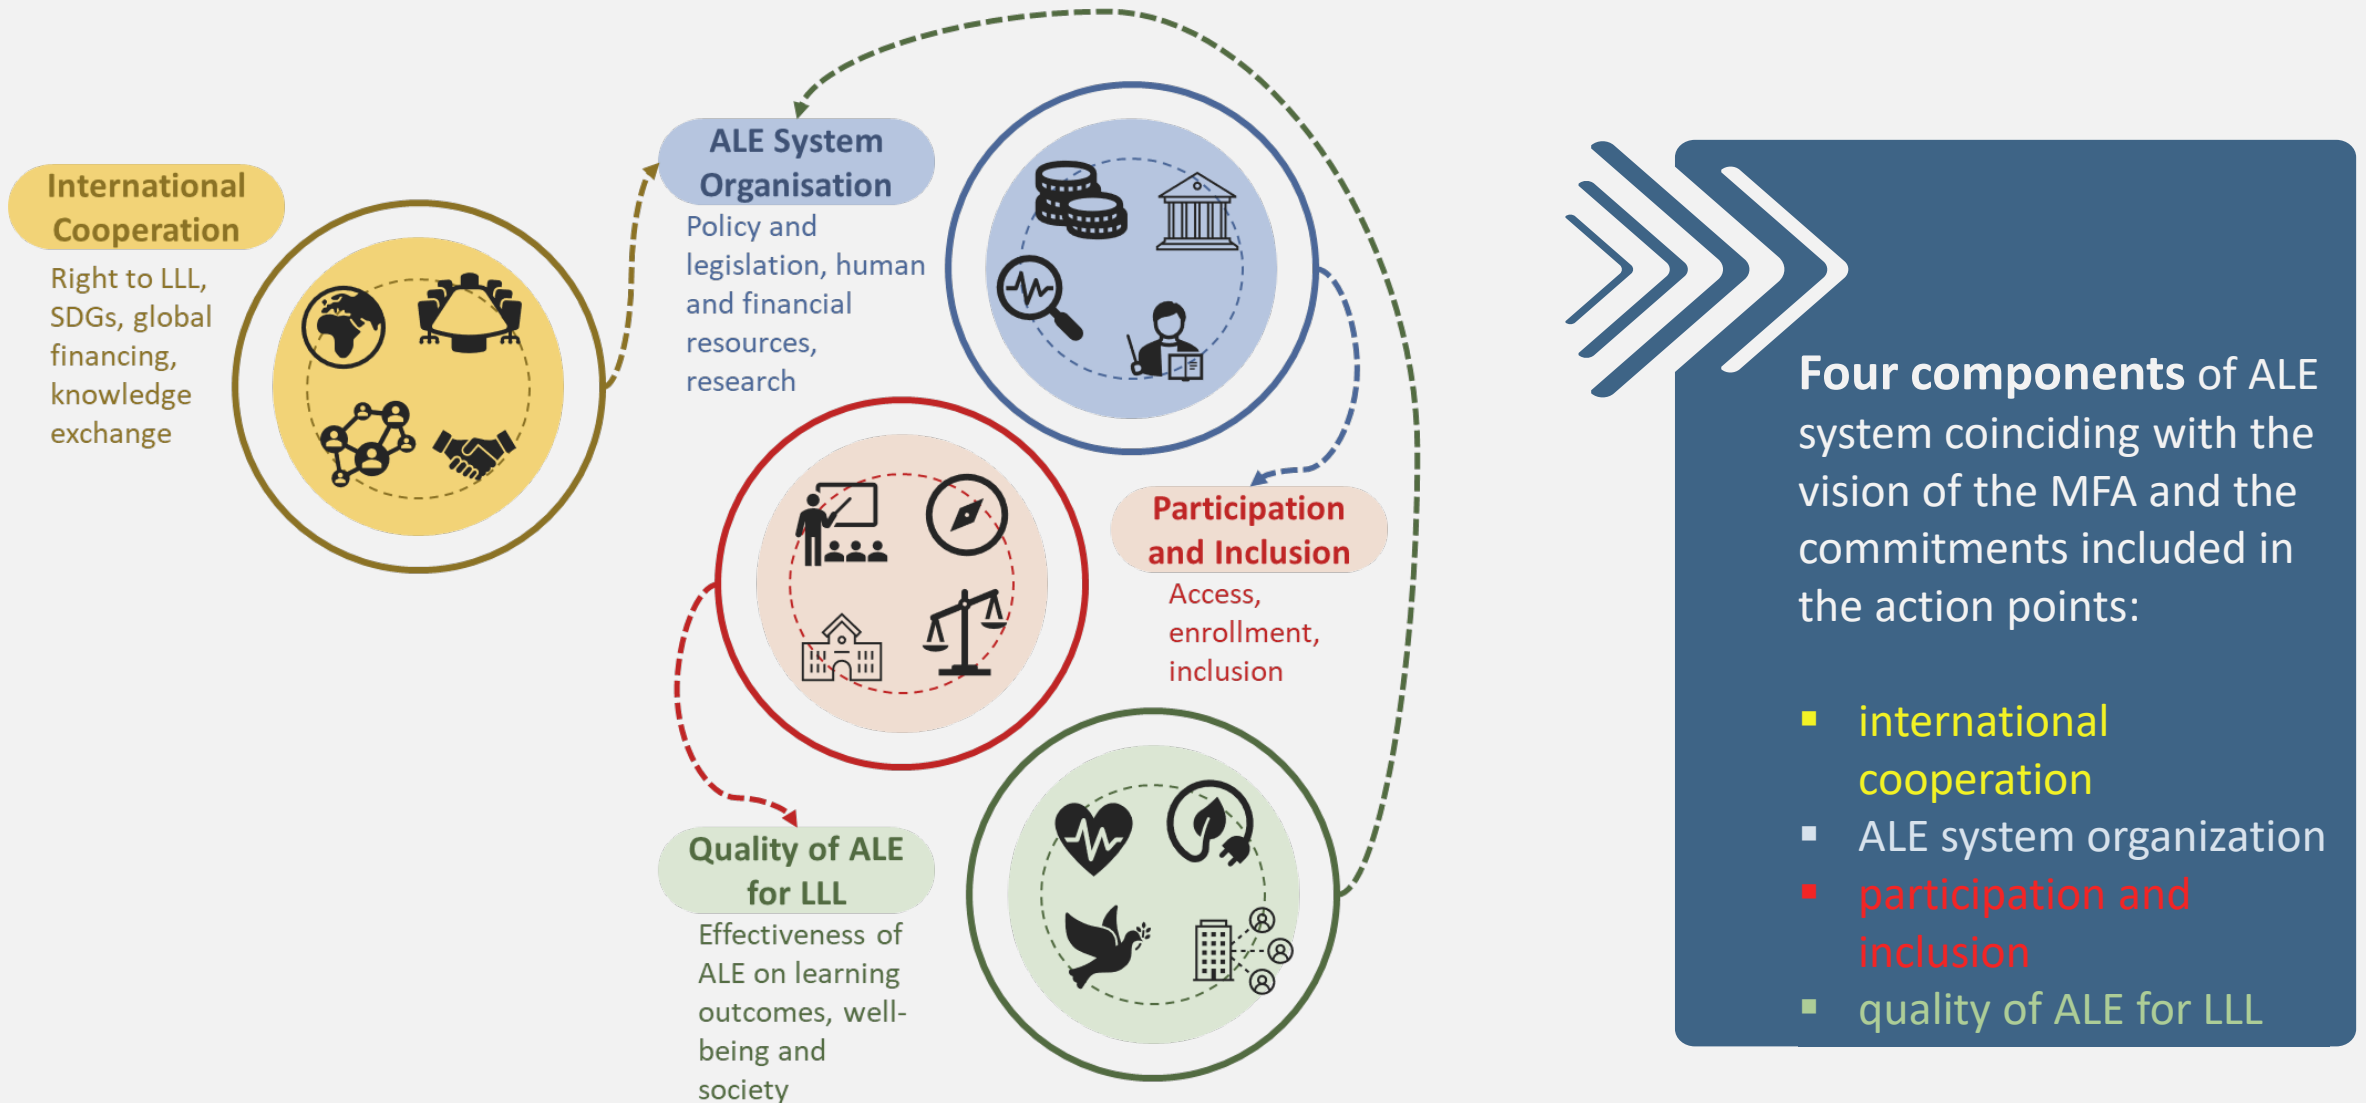 International
Cooperation
Right to LLL,
SDGs, global
financing,
knowledge
exchange
ALE System
Organisation
Policy and
legislation, human
and financial
resources,
research
Participation
and Inclusion
Access,
enrollment,
inclusion
Quality of ALE
for LLL
Effectiveness of
ALE on learning
outcomes, well-
being and
society
Four components of ALE
system coinciding with the
vision of the MFA and the
commitments included in
the action points:
▪ international
cooperation
▪ ALE system organization
▪ participation and
inclusion
▪ quality of ALE for LLL